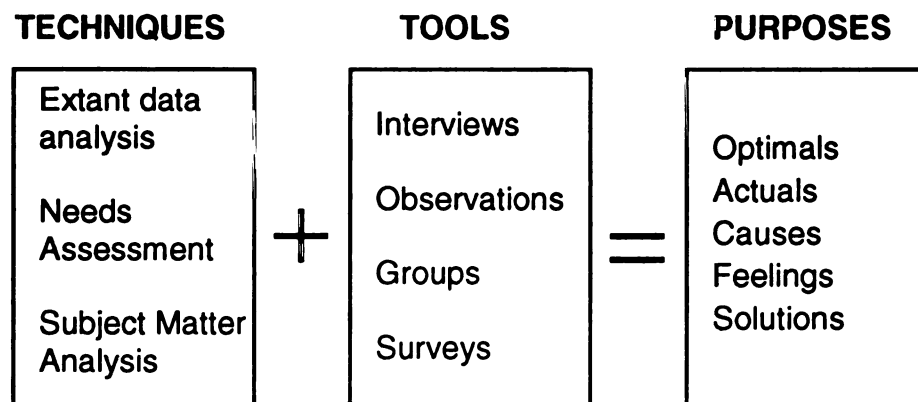 TECHNIQUES
Extant data
analysis
Needs
Assessment
Subject Matter
Analysis
+
TOOLS
Interviews
Observations
Groups
Surveys
=
PURPOSES
Optimals
Actuals
Causes
Feelings
Solutions